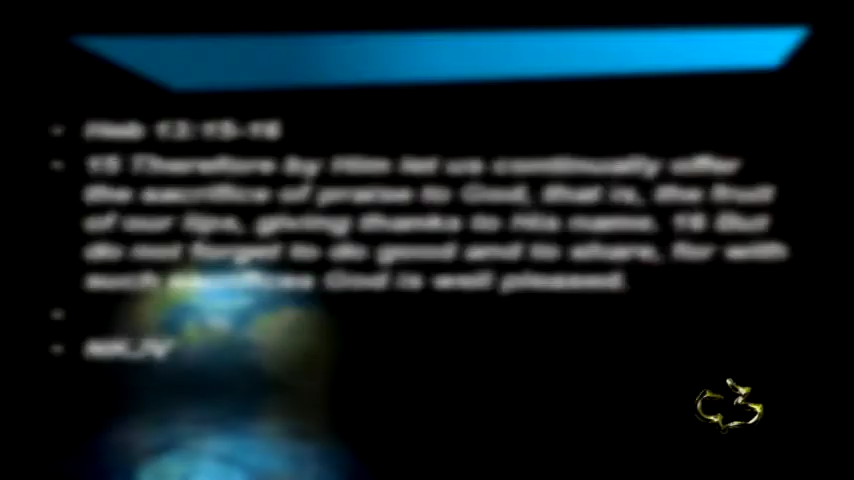 Heb 13:15-16
15 Therefore by Him let us continually offer
the sacrifice of praise to God, that is, the fruit
of our lips, giving thanks to His name. 16 But
do not forget to do good and to share, for with
such sacrifices God is well pleased.
NKJV
C3